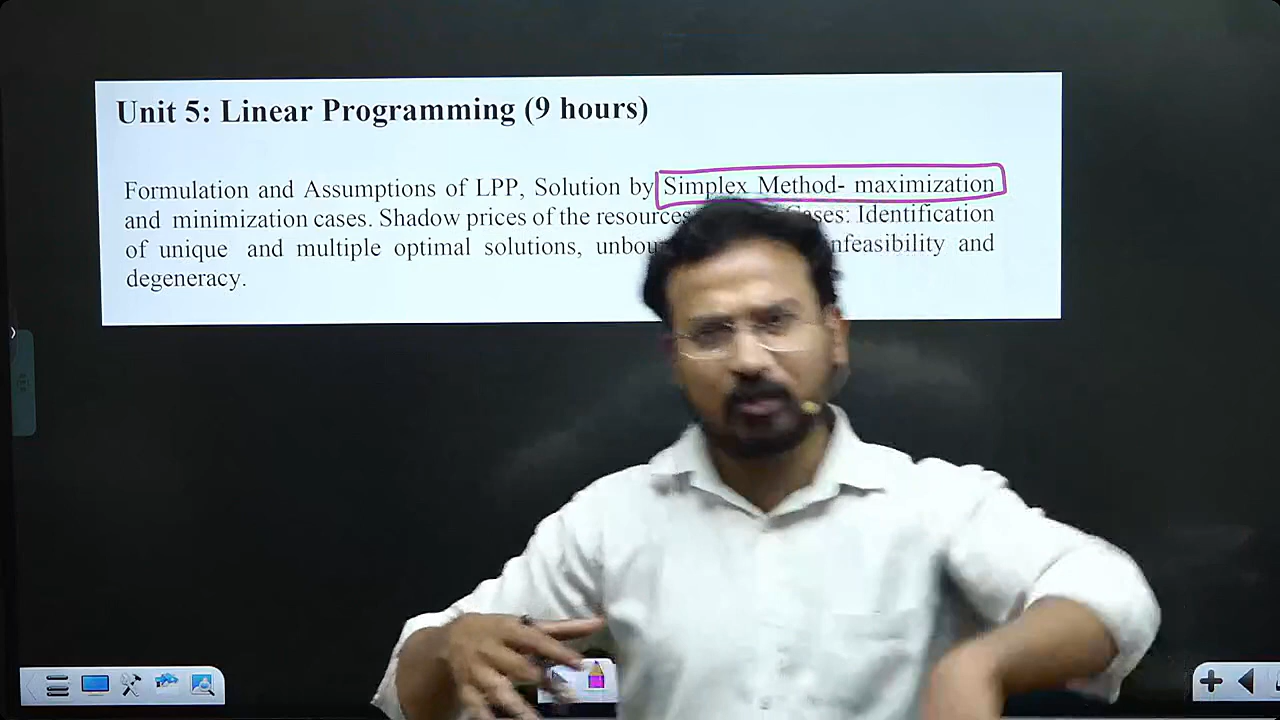 Unit 5: Linear Programming (9 hours)
Formulation and Assumptions of LPP, Solution by Simplex Method- maximization
and minimization cases. Shadow prices of the resources Cases: Identification
of unique and multiple optimal solutions, and
degeneracy.